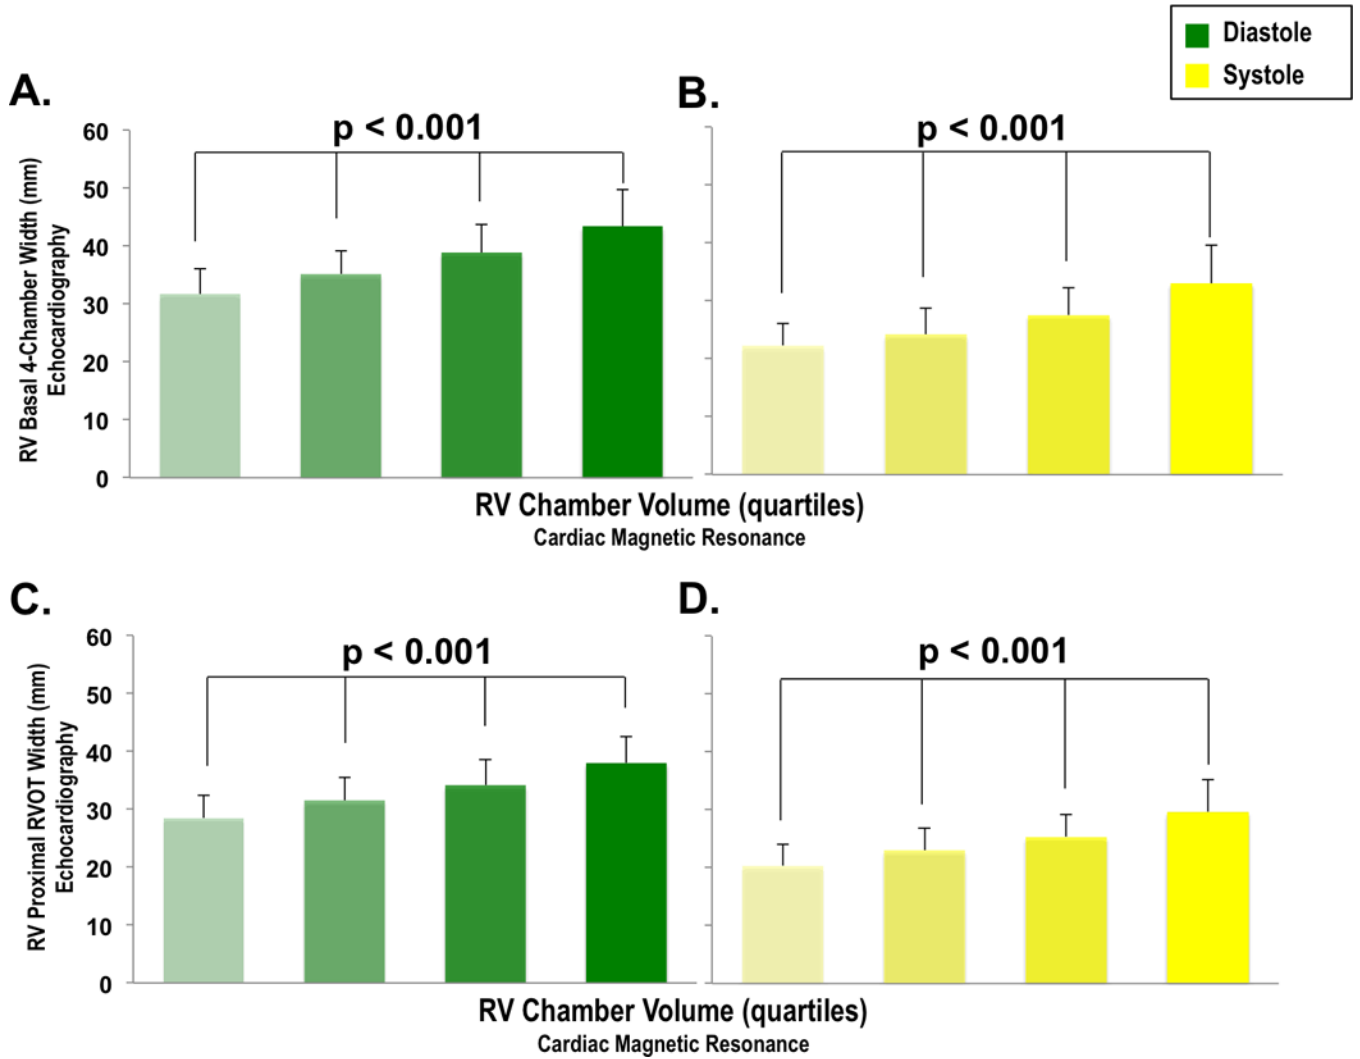 Diastole
Systole
A.
B.
p < 0.001
p < 0.001
60
50
40
30
20
10
0
RV Basal 4-Chamber Width (mm)
Echocardiography
RV Chamber Volume (quartiles)
Cardiac Magnetic Resonance
C.
D.
p < 0.001
p < 0.001
60
50
40
30
20
10
0
RV Proximal RVOT Width (mm)
Echocardiography
RV Chamber Volume (quartiles)
Cardiac Magnetic Resonance